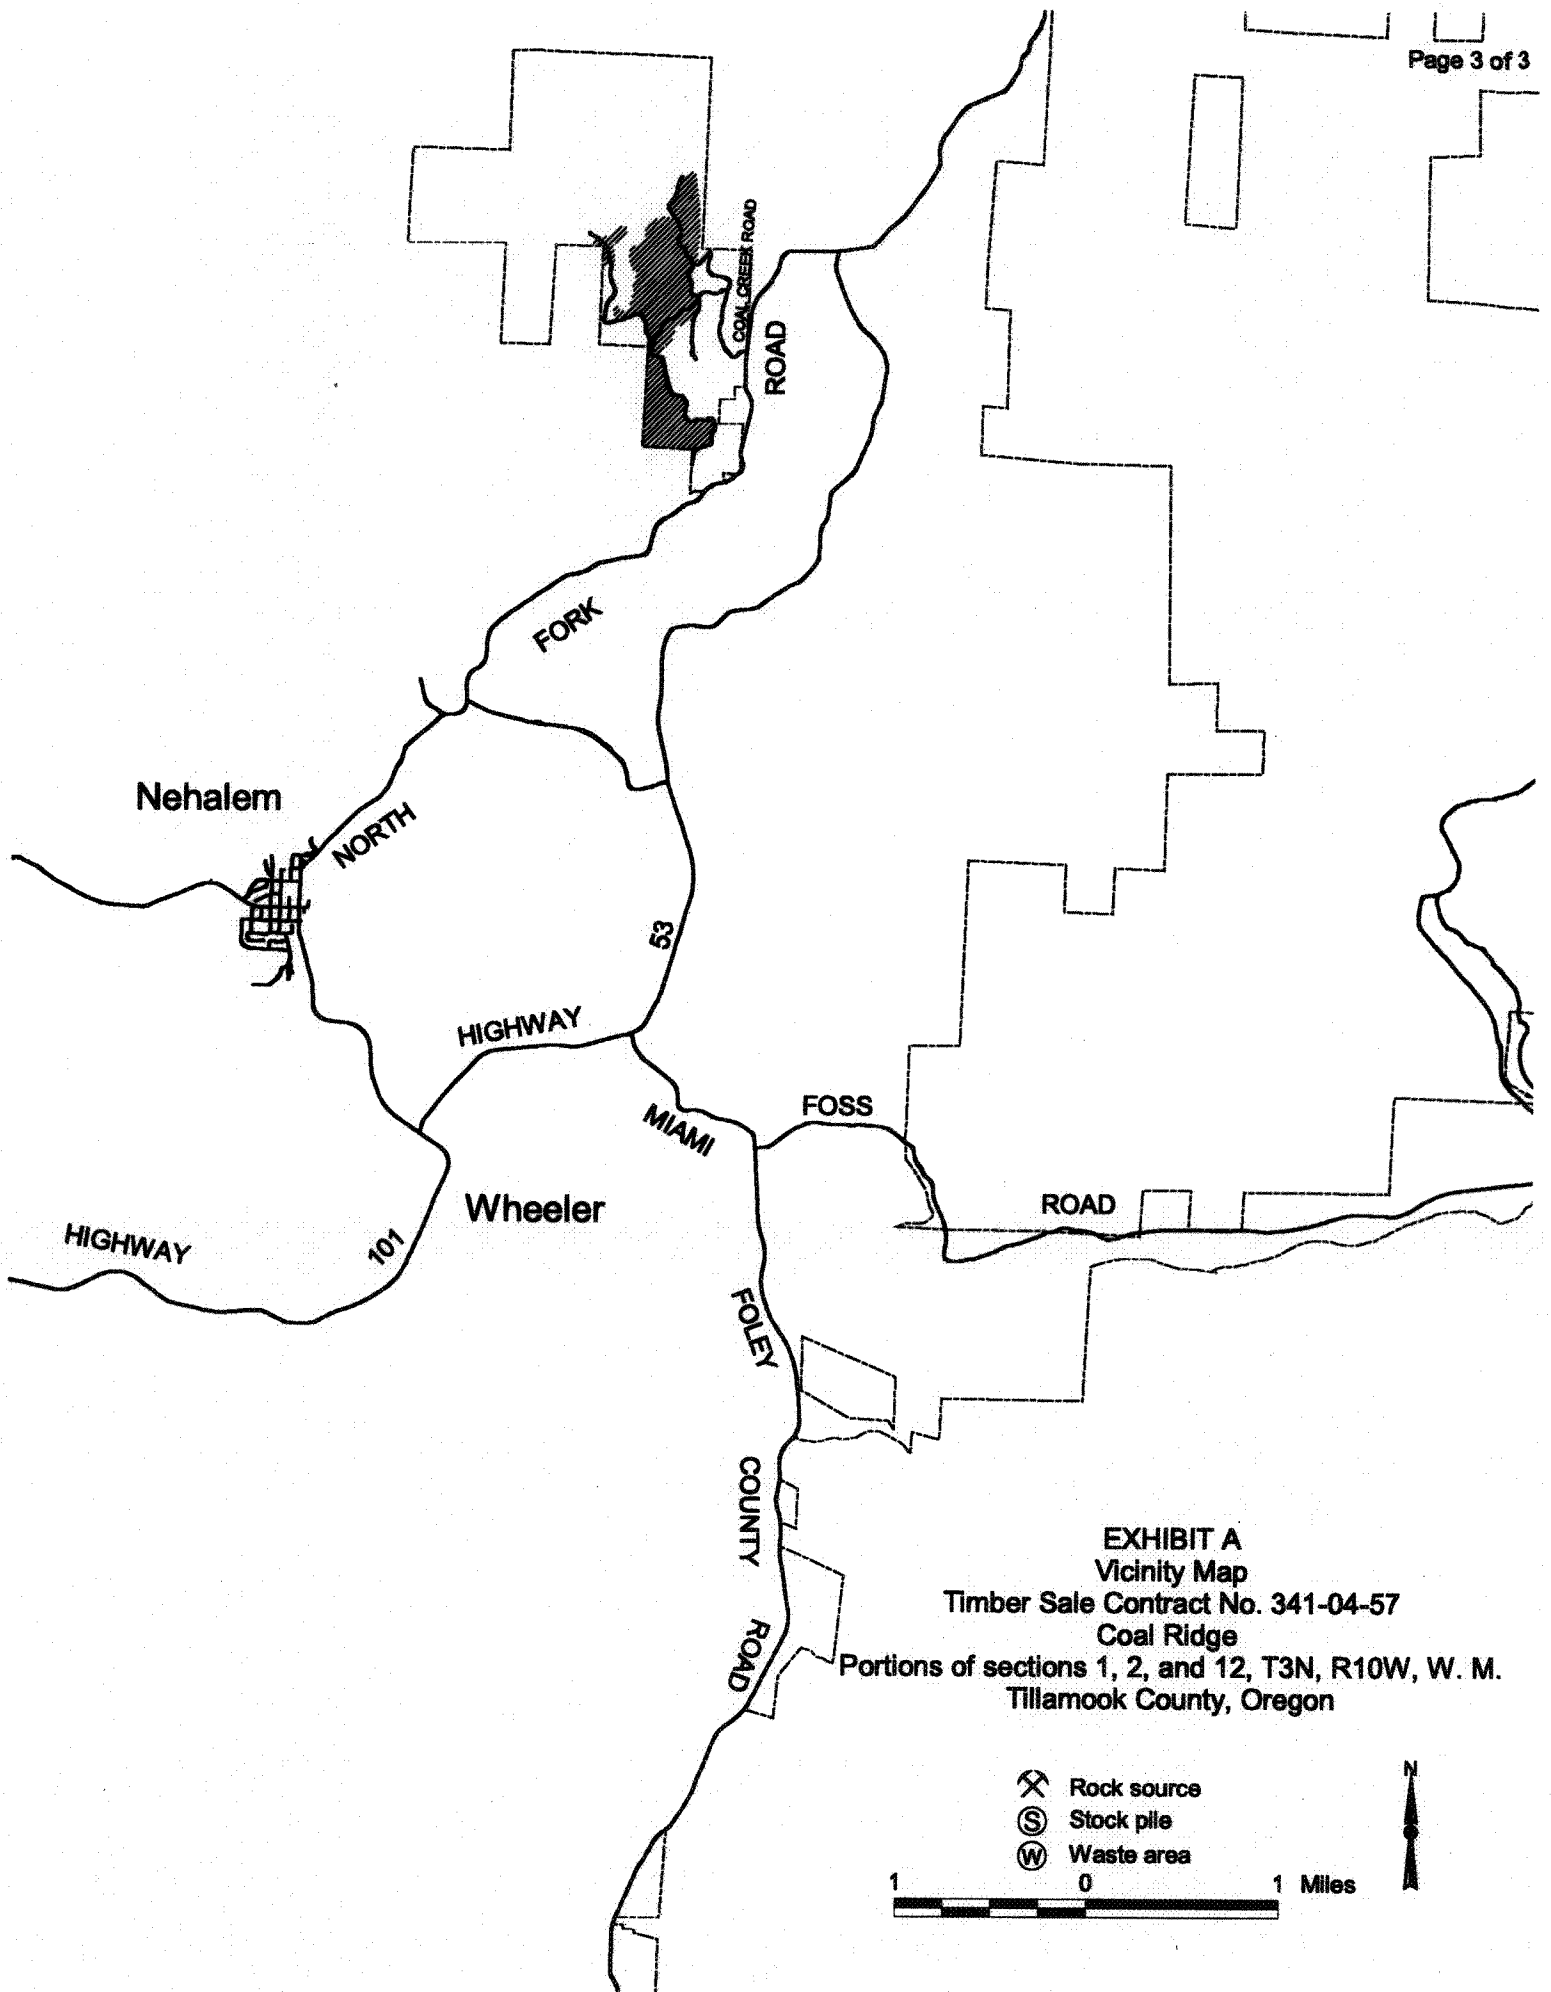 Page 3 of 3
COAL CREEK ROAD
ROAD
FORK
Nehalem
NORTH
53
HIGHWAY
MIAMI
FOSS
ROAD
Wheeler
HIGHWAY
101
FOLEY
COUNTY
ROAD
EXHIBIT A
Vicinity Map
Timber Sale Contract No. 341-04-57
Coal Ridge
Portions of sections 1, 2, and 12, T3N, R10W, W. M.
Tillamook County, Oregon
N
Rock source
S Stock pile
W Waste area
1 0 1 Miles